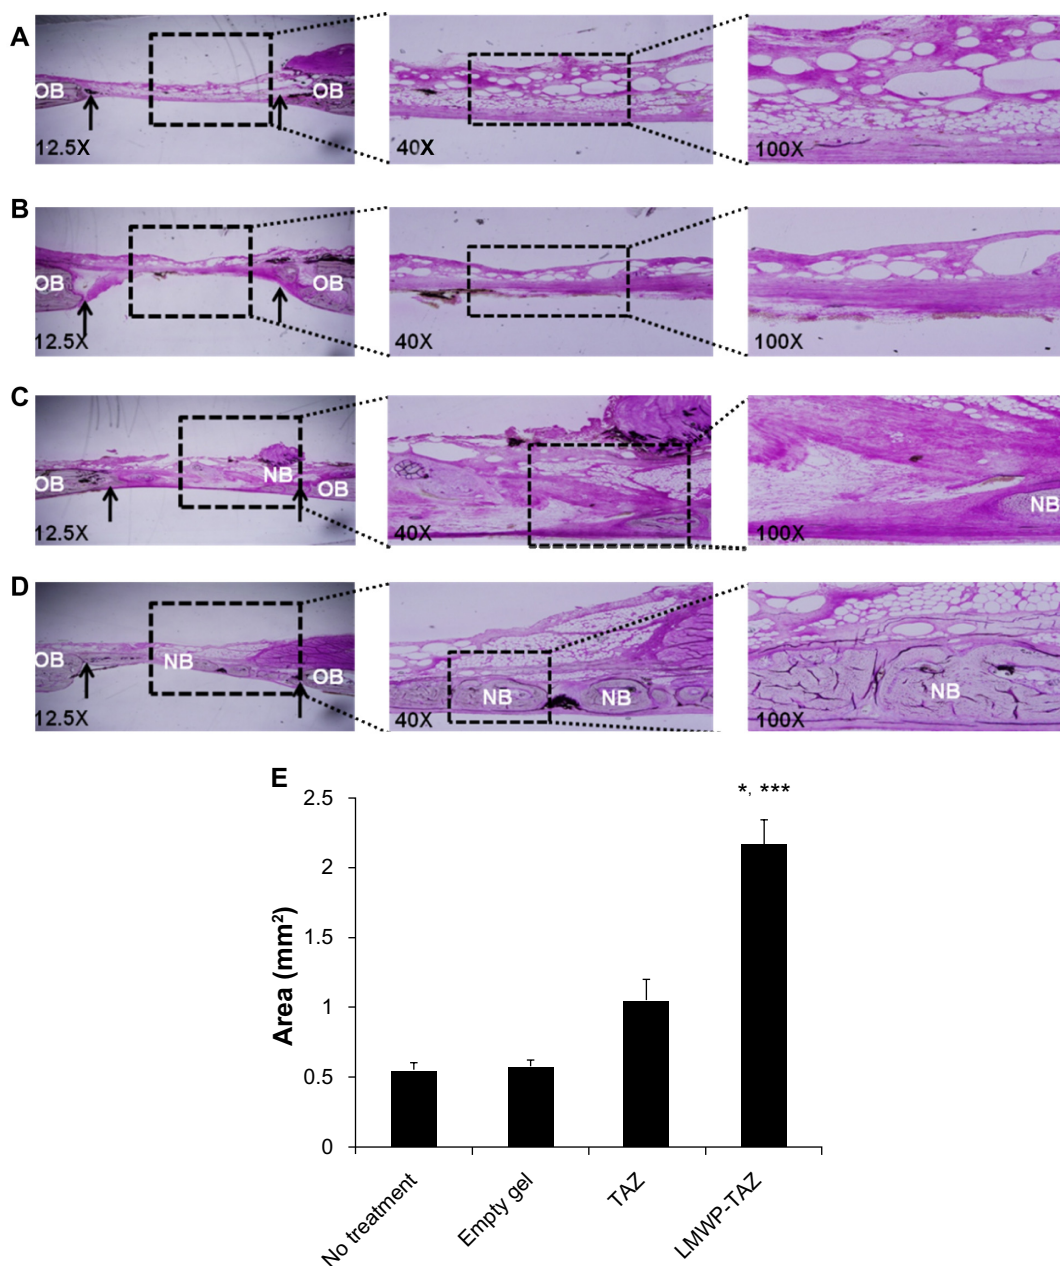 A
OB
OB
12.5X
40X
100X
B
OB
OB
12.5X
40X
100X
C
OB
NB
OB
12.5X
40X
NB
100X
D
OB
NB
OB
12.5X
NB
NB
40X
NB
100X
E
*, ***
2.5
2
1.5
1
0.5
0
Area (mm²)
No treatment
Empty gel
TAZ
LMWP-TAZ